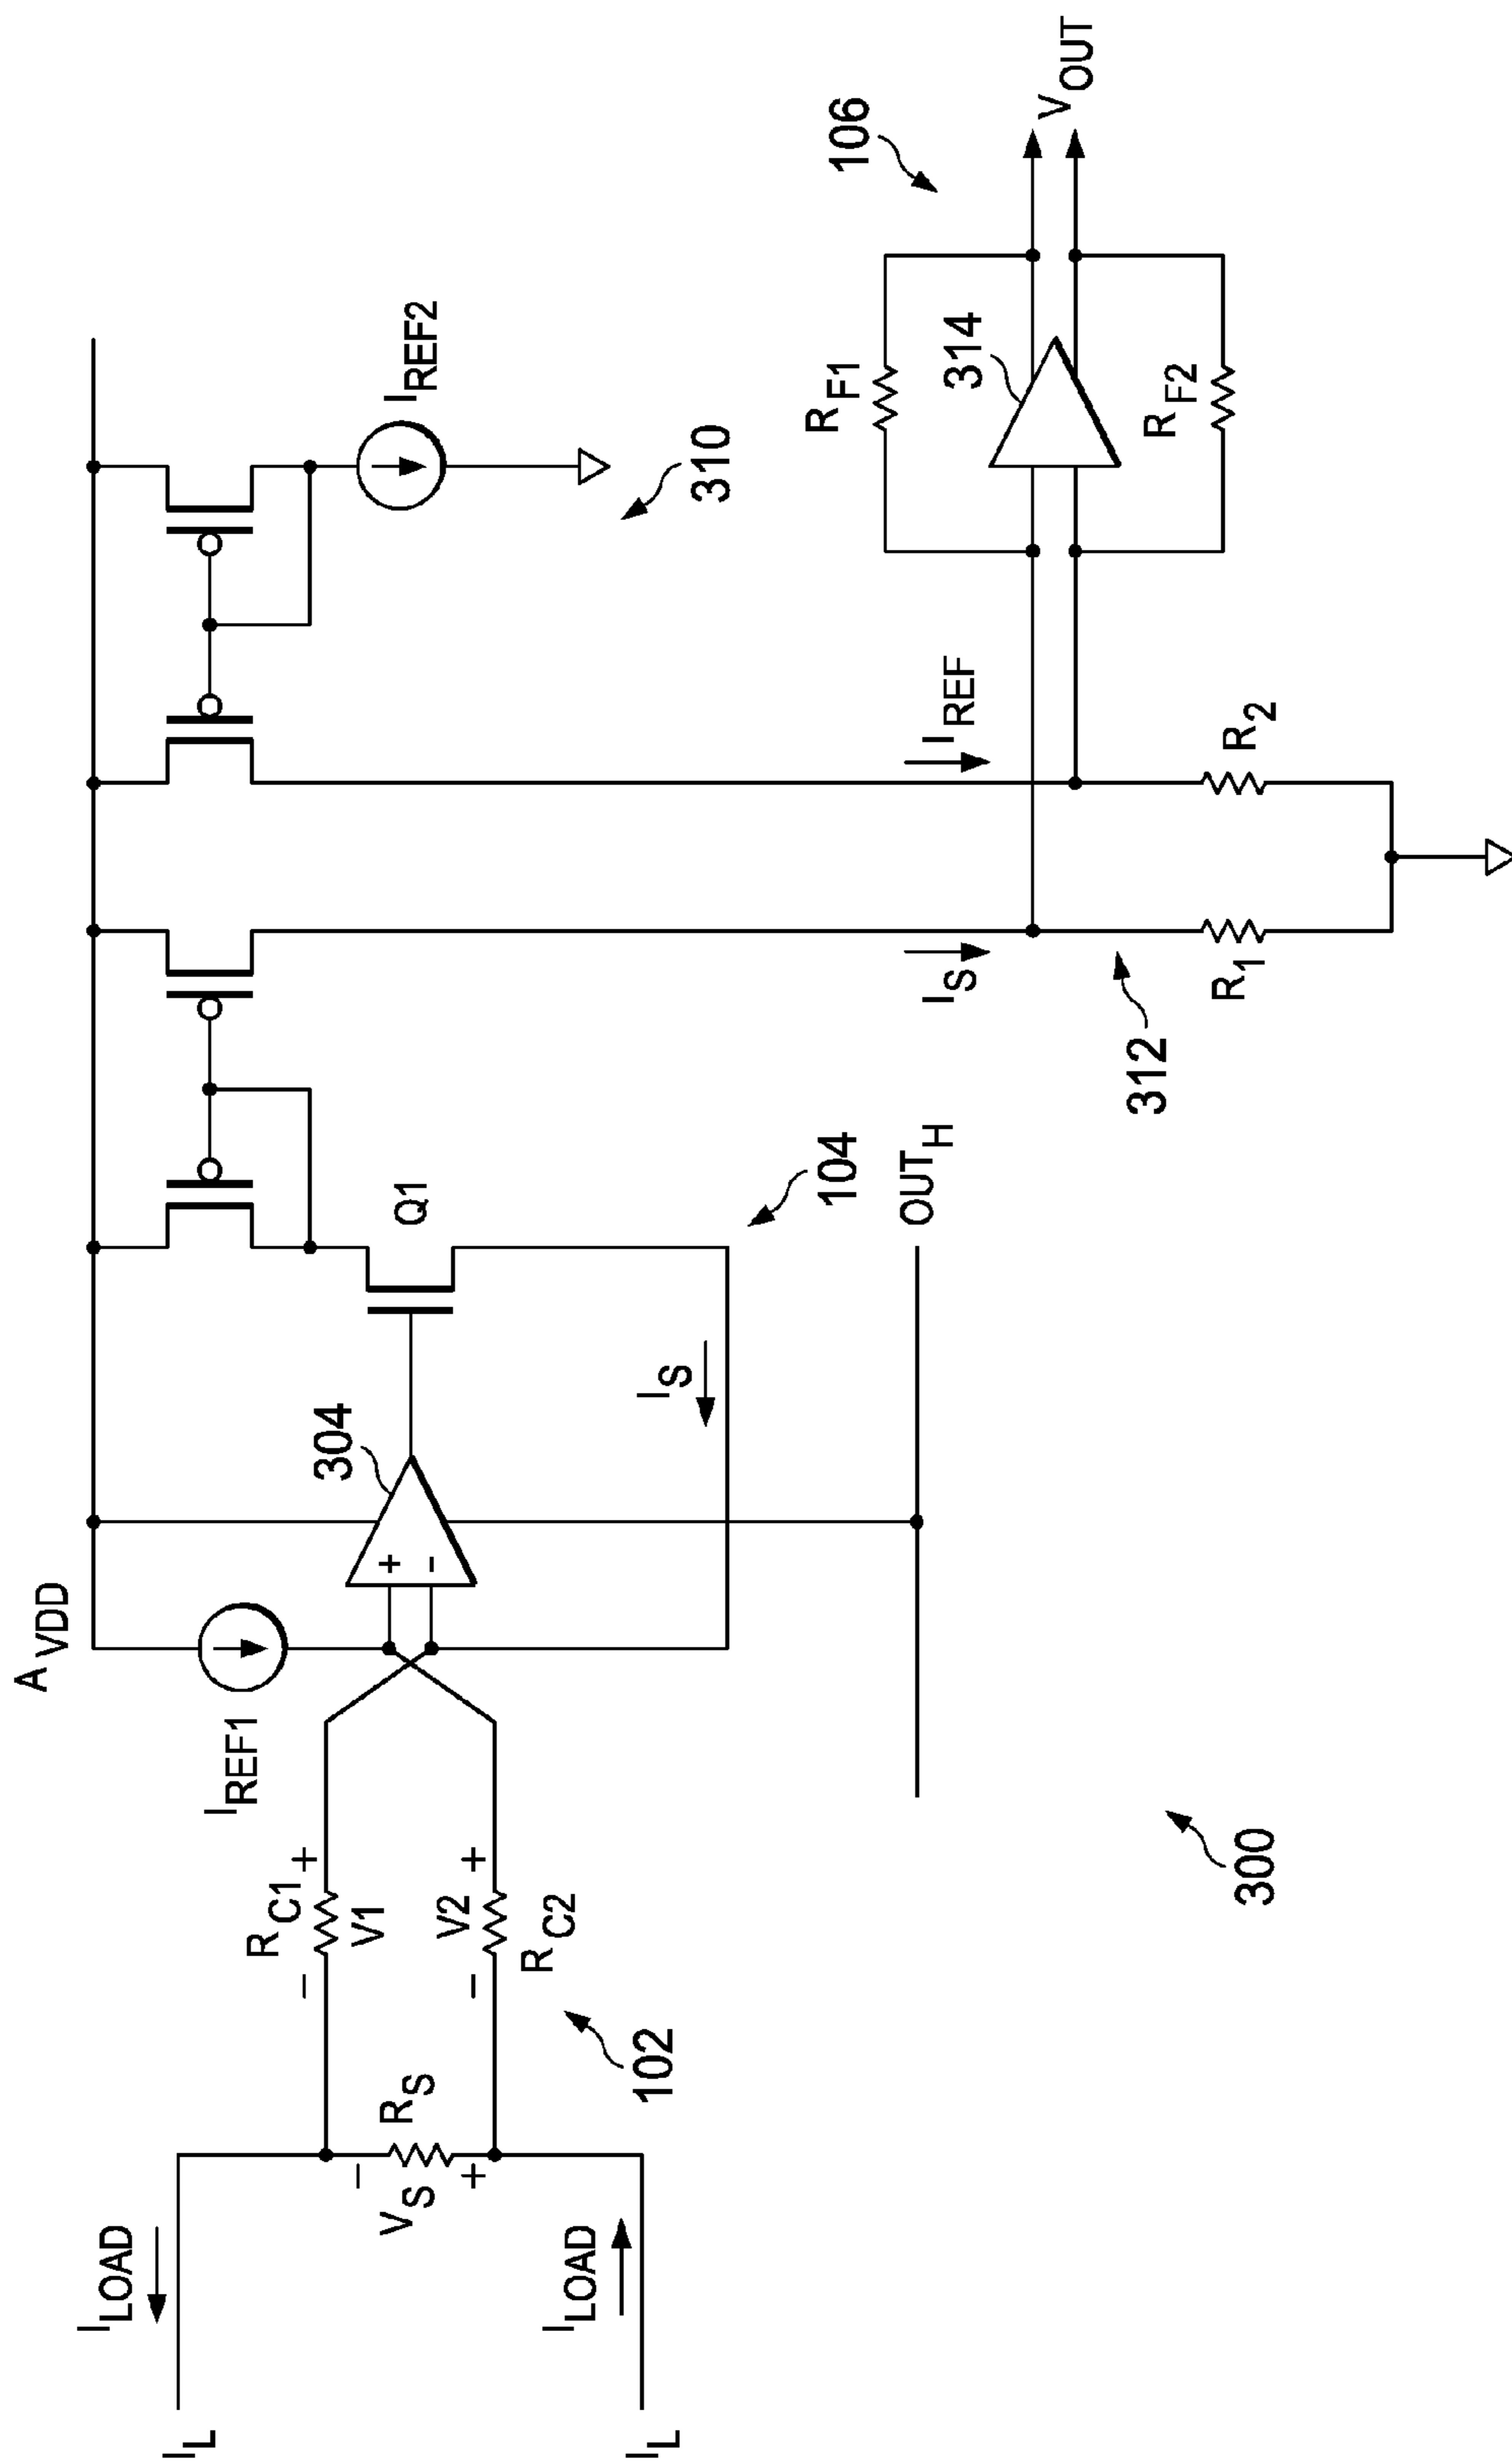 A VDD
I REF1
304
Q1
I S
104
OUT H
I LOAD
I L
V S
R S
R C1
V1
V2
R C2
+
−
+
−
−
+
+
-
I LOAD
I L
102
300
I S
312
R 1
I REF
R 2
I REF2
310
R F1
314
R F2
106
V OUT